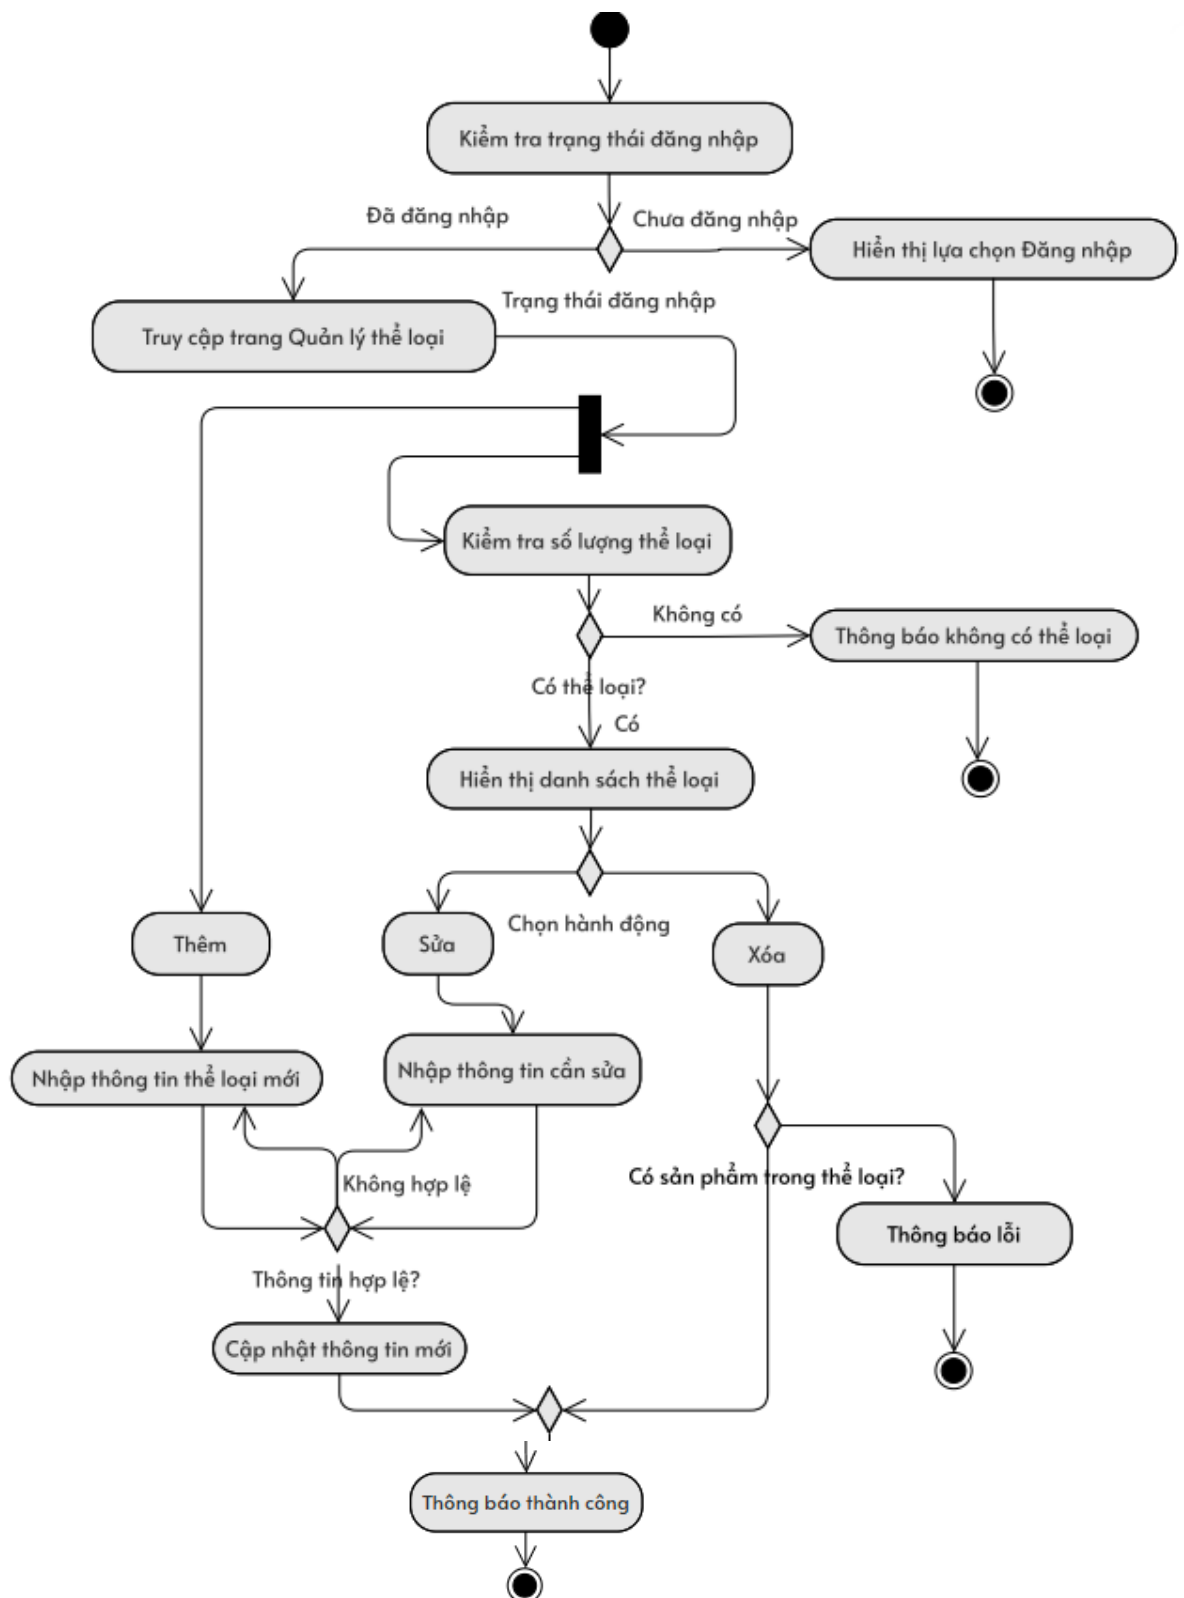 Kiểm tra trạng thái đăng nhập
Đã đăng nhập
Chưa đăng nhập
Hiển thị lựa chọn Đăng nhập
Trạng thái đăng nhập
Truy cập trang Quản lý thể loại
Kiểm tra số lượng thể loại
Không có
Thông báo không có thể loại
Có thể loại?
Có
Hiển thị danh sách thể loại
Chọn hành động
Thêm
Sửa
Xóa
Nhập thông tin thể loại mới
Nhập thông tin cần sửa
Không hợp lệ
Có sản phẩm trong thể loại?
Thông báo lỗi
Thông tin hợp lệ?
Cập nhật thông tin mới
Thông báo thành công